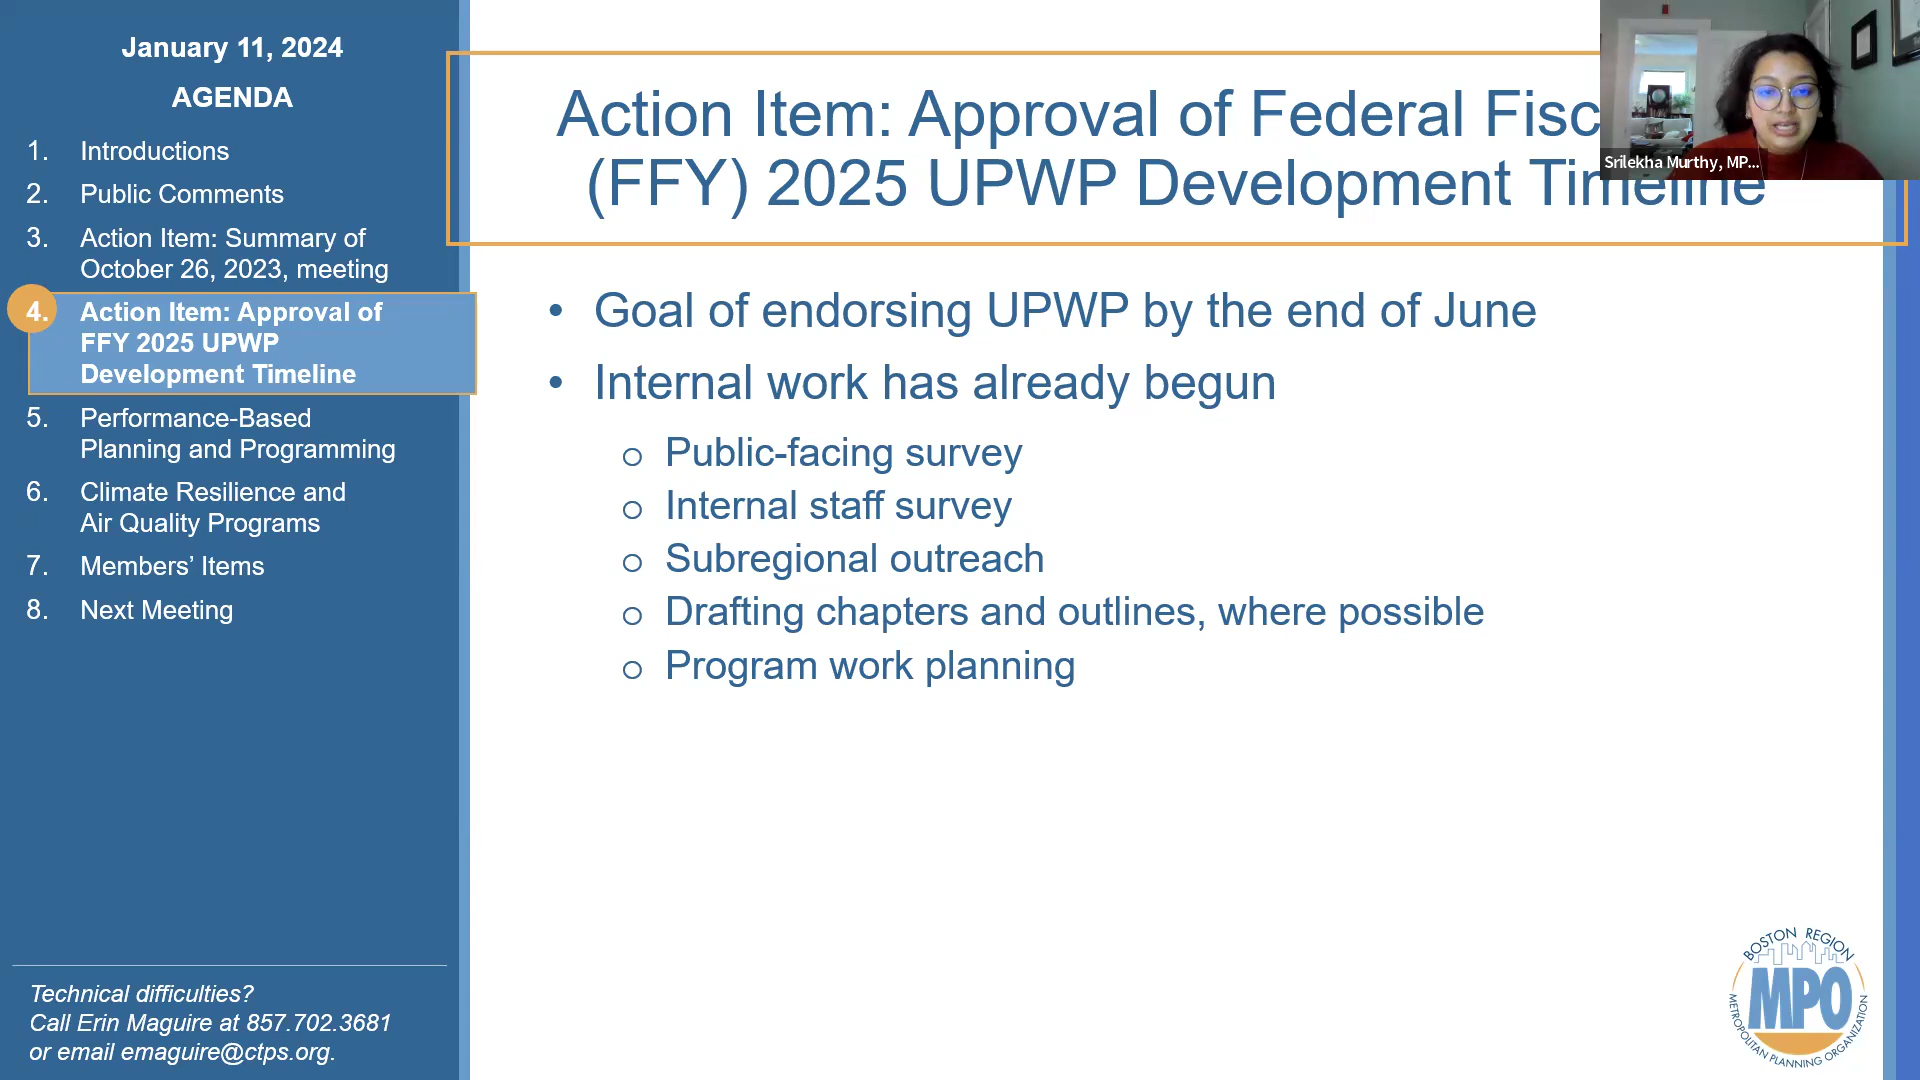 January 11, 2024
AGENDA
1. Introductions
2. Public Comments
3. Action Item: Summary of
October 26, 2023, meeting
4. Action Item: Approval of
FFY 2025 UPWP
Development Timeline
5. Performance-Based
Planning and Programming
6. Climate Resilience and
Air Quality Programs
7. Members’ Items
8. Next Meeting
Technical difficulties?
Call Erin Maguire at 857.702.3681
or email emaguire@ctps.org.
Action Item: Approval of Federal Fisc
(FFY) 2025 UPWP Development Timeline
• Goal of endorsing UPWP by the end of June
• Internal work has already begun
o Public-facing survey
o Internal staff survey
o Subregional outreach
o Drafting chapters and outlines, where possible
o Program work planning
Srilekha Murthy, MP...
BOSTON REGION
MPO
METROPOLITAN PLANNING ORGANIZATION